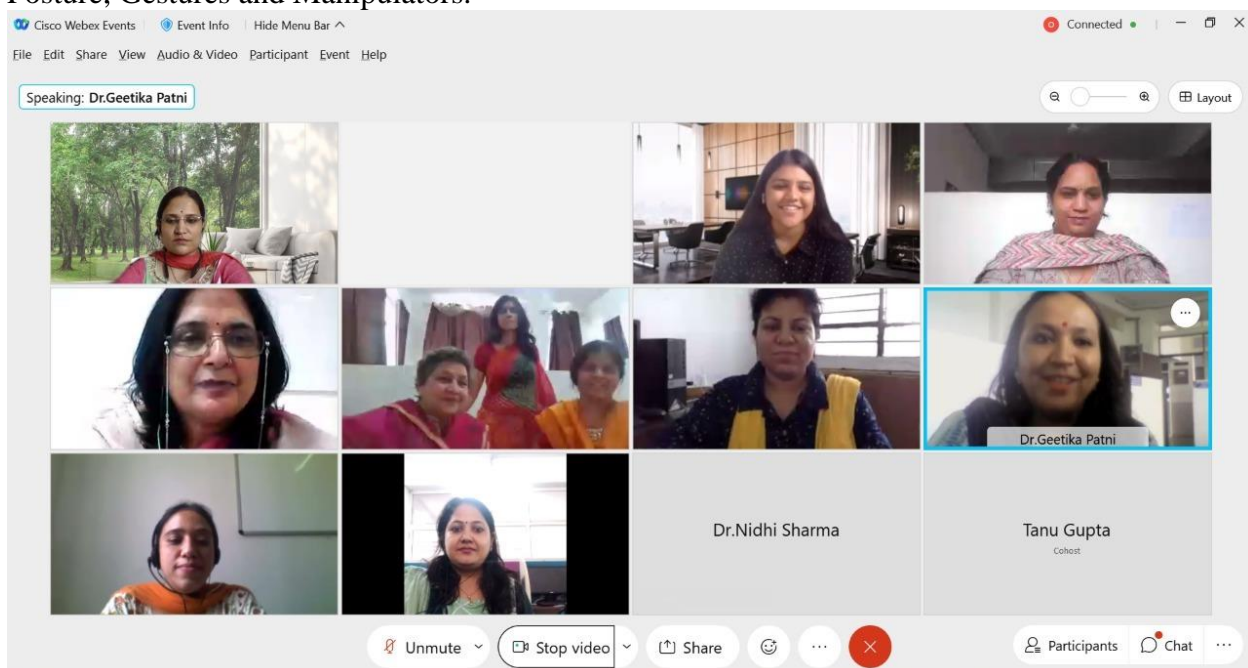 Posture, Gestures and Manipulators.
Cisco Webex Events Event Info Hide Menu Bar Connected
File Edit Share View Audio & Video Participant Event Help
Speaking: Dr.Geetika Patni
Layout
Dr.Geetika Patni
Dr.Nidhi Sharma
Tanu Gupta
Cohost
Unmute Stop video Share Participants Chat